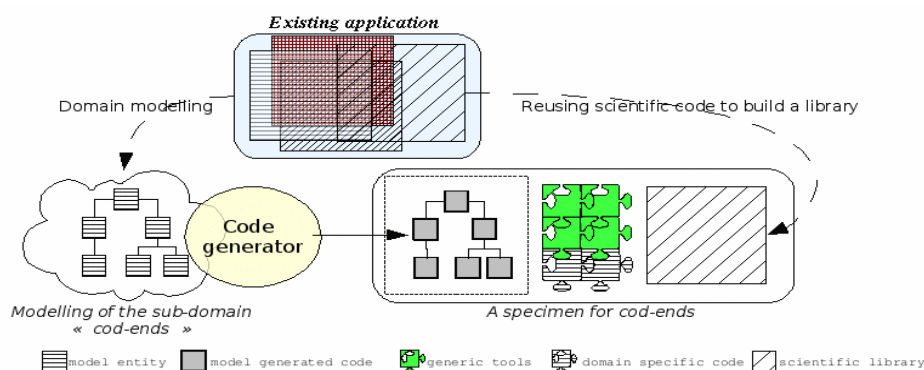 Existing application
Domain modelling
Reusing scientific code to build a library
Code
generator
Modelling of the sub-domain
« cod-ends »
A specimen for cod-ends
model entity
model generated code
generic tools
domain specific code
scientific library